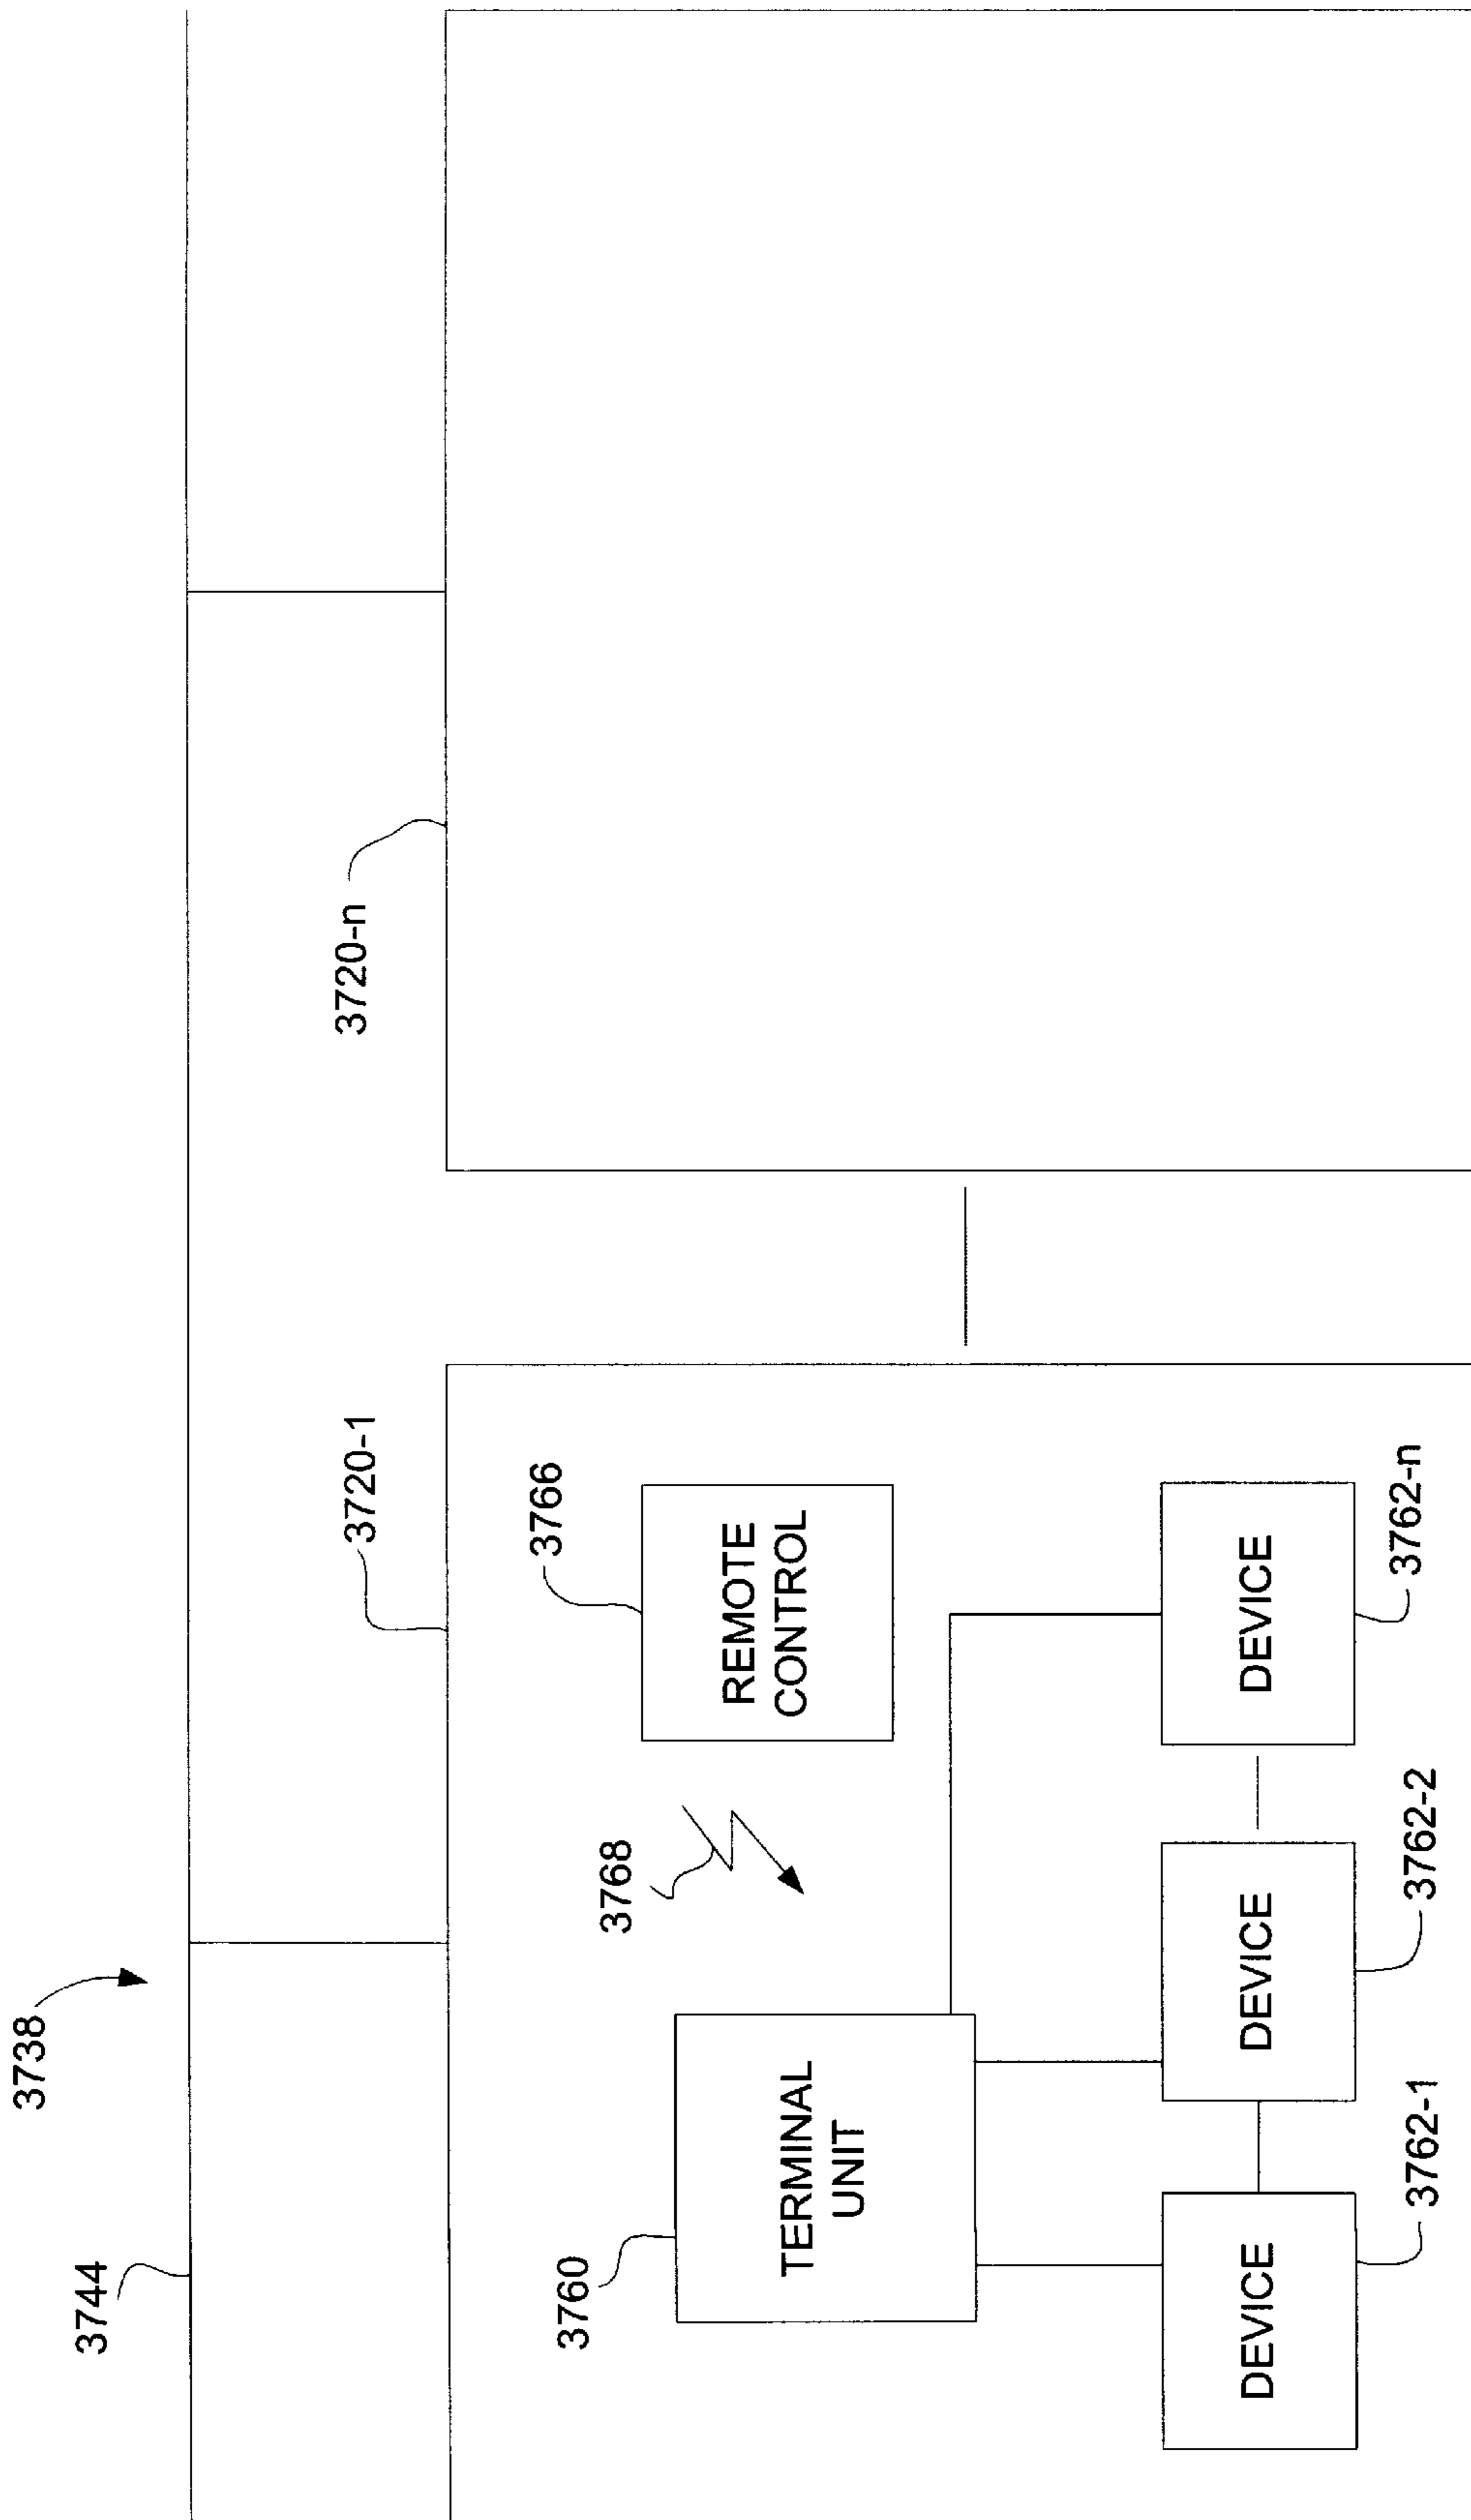 3738
3744
3720-1
3720-n
3760
TERMINAL
UNIT
3768
3766
REMOTE
CONTROL
DEVICE
3762-1
DEVICE
3762-2
DEVICE
3762-n